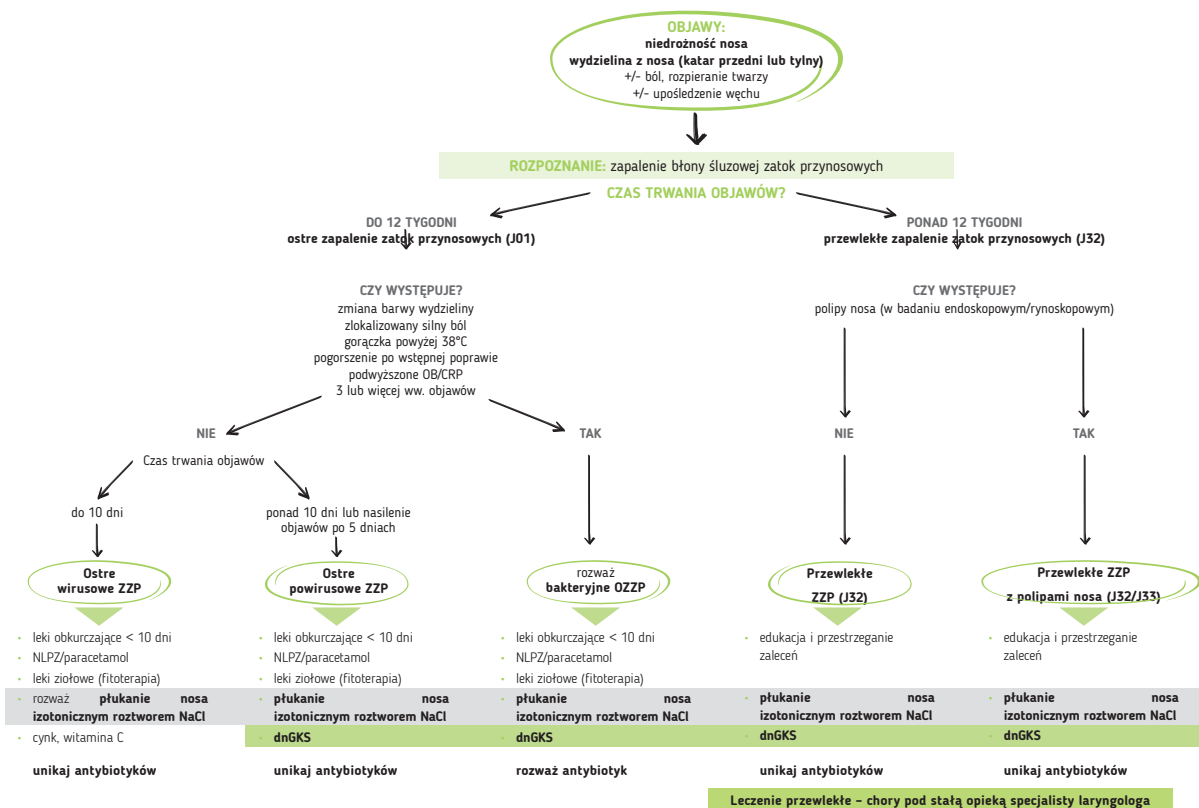 OBJAWY:
niedrożność nosa
wydzielina z nosa (katar przedni lub tylny)
+/- ból, rozpieranie twarzy
+/- upośledzenie węchu
ROZPOZNANIE: zapalenie błony śluzowej zatok przynosowych
CZAS TRWANIA OBJAWÓW?
DO 12 TYGODNI
ostre zapalenie zatok przynosowych (J01)
PONAD 12 TYGODNI
przewlekłe zapalenie zatok przynosowych (J32)
CZY WYSTĘPUJE?
zmiana barwy wydzieliny
zlokalizowany silny ból
gorączka powyżej 38°C
pogorszenie po wstępnej poprawie
podwyższone OB/CRP
3 lub więcej ww. objawów
CZY WYSTĘPUJE?
polipy nosa (w badaniu endoskopowym/rynoskopowym)
NIE
TAK
NIE
TAK
Czas trwania objawów
do 10 dni
ponad 10 dni lub nasilenie
objawów po 5 dniach
Ostre
wirusowe ZZP
• leki obkurczające < 10 dni
• NLPZ/paracetamol
• leki ziołowe (fitoterapia)
• rozważ płukanie nosa
izotonicznym roztworem NaCl
• cynk, witamina C
unikaj antybiotyków
Ostre
powirusowe ZZP
• leki obkurczające < 10 dni
• NLPZ/paracetamol
• leki ziołowe (fitoterapia)
• płukanie nosa
izotonicznym roztworem NaCl
• dnGKS
unikaj antybiotyków
rozważ
bakteryjne OZZP
• leki obkurczające < 10 dni
• NLPZ/paracetamol
• leki ziołowe (fitoterapia)
• płukanie nosa
izotonicznym roztworem NaCl
• dnGKS
rozważ antybiotyk
Przewlekłe
ZZP (J32)
• edukacja i przestrzeganie
zaleceń
• płukanie nosa
izotonicznym roztworem NaCl
• dnGKS
unikaj antybiotyków
Przewlekłe ZZP
z polipami nosa (J32/J33)
• edukacja i przestrzeganie
zaleceń
• płukanie nosa
izotonicznym roztworem NaCl
• dnGKS
unikaj antybiotyków
Leczenie przewlekłe – chory pod stałą opieką specjalisty laryngologa